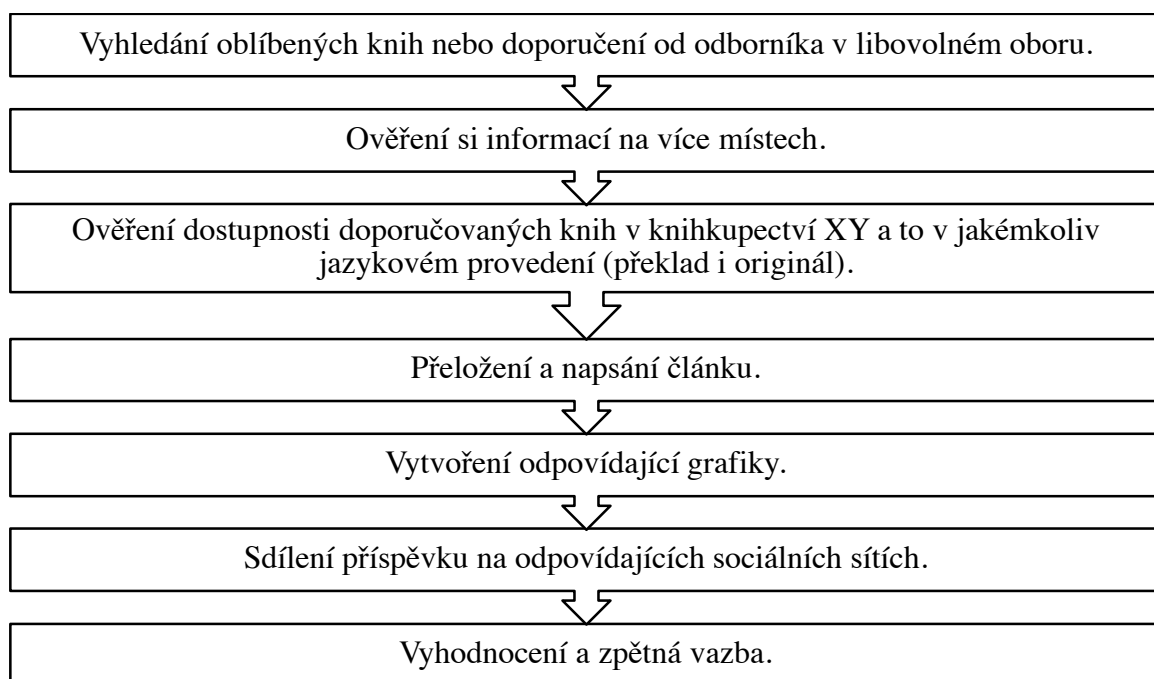 Vyhledání oblíbených knih nebo doporučení od odborníka v libovolném oboru.
Ověření si informací na více místech.
Ověření dostupnosti doporučovaných knih v knihkupectví XY a to v jakémkoliv
jazykovém provedení (překlad i originál).
Přeložení a napsání článku.
Vytvoření odpovídající grafiky.
Sdílení příspěvku na odpovídajících sociálních sítích.
Vyhodnocení a zpětná vazba.